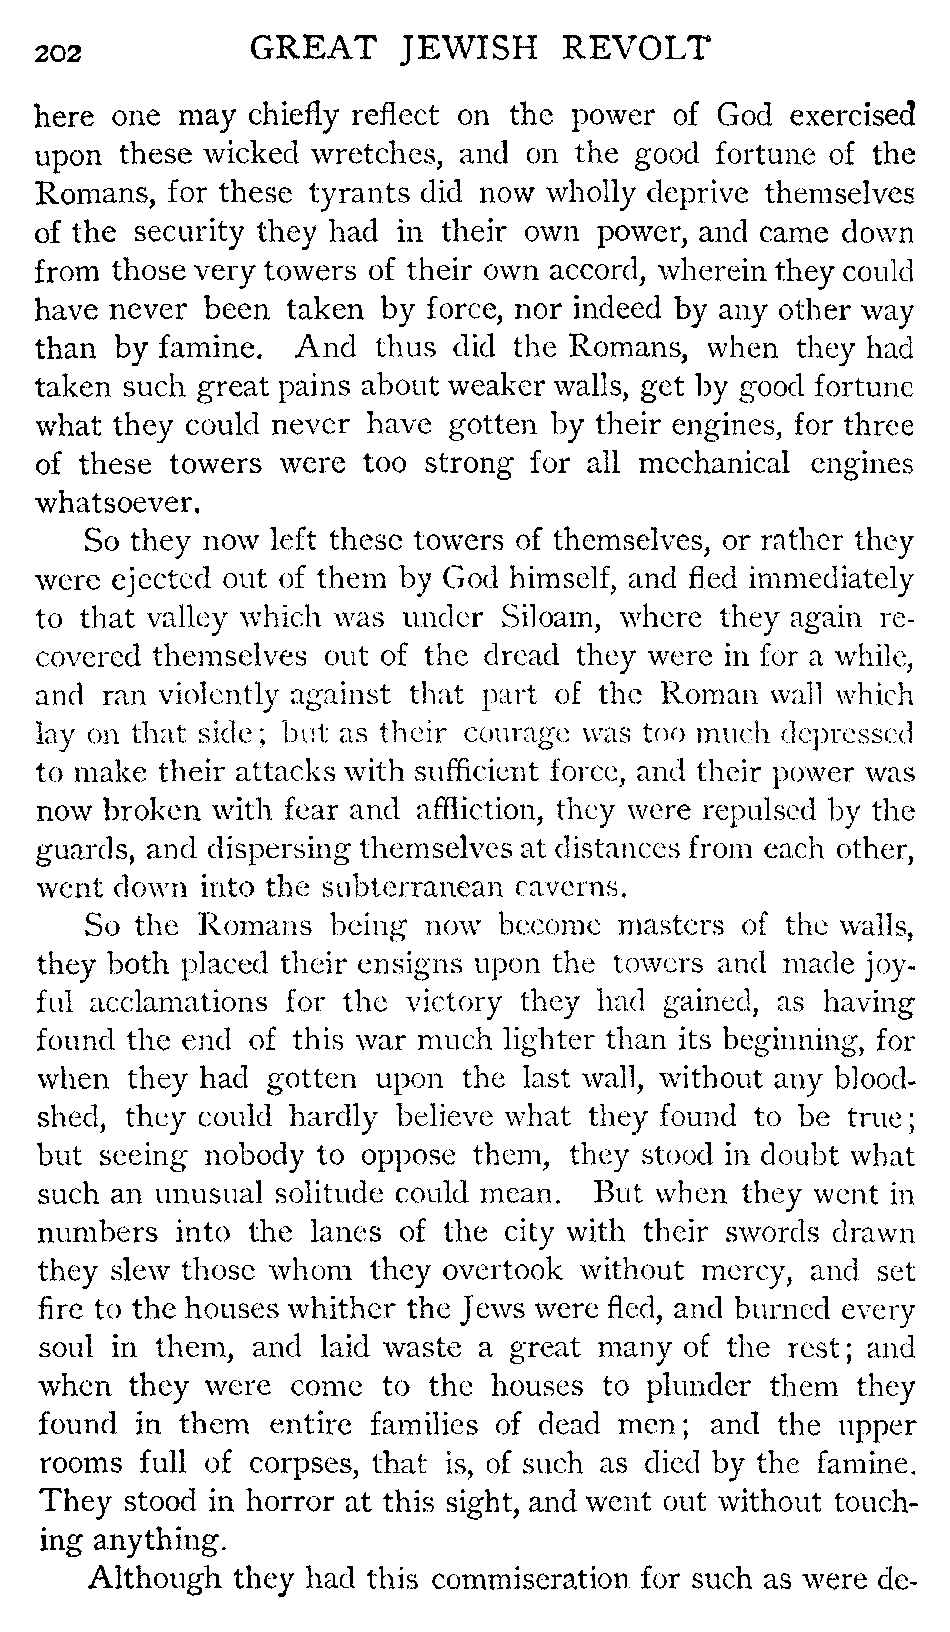 202 GREAT JEWISH REVOLT
here one may chiefly reflect on the power of God exercised
upon these wicked wretches, and on the good fortune of the
Romans, for these tyrants did now wholly deprive themselves
of the security they had in their own power, and came down
from those very towers of their own accord, wherein they could
have never been taken by force, nor indeed by any other way
than by famine. And thus did the Romans, when they had
taken such great pains about weaker walls, get by good fortune
what they could never have gotten by their engines, for three
of these towers were too strong for all mechanical engines
whatsoever.
So they now left these towers of themselves, or rather they
were ejected out of them by God himself, and fled immediately
to that valley which was under Siloam, where they again re-
covered themselves out of the dread they were in for a while,
and ran violently against that part of the Roman wall which
lay on that side; but as their courage was too much depressed
to make their attacks with sufficient force, and their power was
now broken with fear and affliction, they were repulsed by the
guards, and dispersing themselves at distances from each other,
went down into the subterranean caverns.
So the Romans being now become masters of the walls,
they both placed their ensigns upon the towers and made joy-
ful acclamations for the victory they had gained, as having
found the end of this war much lighter than its beginning, for
when they had gotten upon the last wall, without any blood-
shed, they could hardly believe what they found to be true;
but seeing nobody to oppose them, they stood in doubt what
such an unusual solitude could mean. But when they went in
numbers into the lanes of the city with their swords drawn
they slew those whom they overtook without mercy, and set
fire to the houses whither the Jews were fled, and burned every
soul in them, and laid waste a great many of the rest; and
when they were come to the houses to plunder them they
found in them entire families of dead men; and the upper
rooms full of corpses, that is, of such as died by the famine.
They stood in horror at this sight, and went out without touch-
ing anything.
Although they had this commiseration for such as were de-